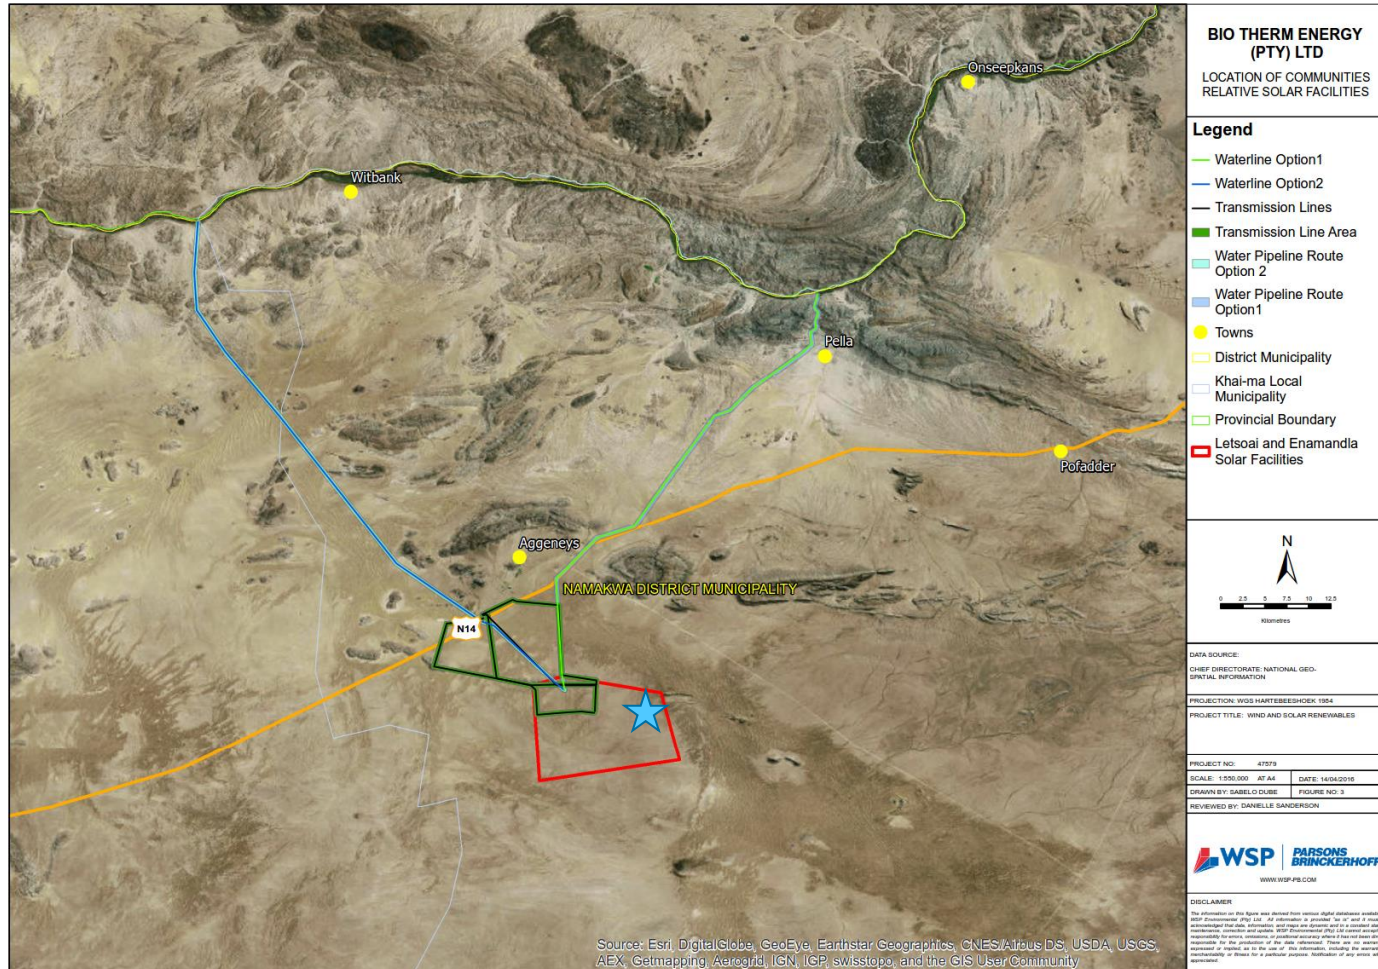 Onseepkans
Witbank
Pella
Pofadder
Aggeneys
NAMAKWA DISTRICT MUNICIPALITY
N14
Source: Esri, DigitalGlobe, GeoEye, Earthstar Geographics, CNES/Airbus DS, USDA, USGS,
AEX, Getmapping, Aerogrid, IGN, IGP, swisstopo, and the GIS User Community
BIO THERM ENERGY
(PTY) LTD
LOCATION OF COMMUNITIES
RELATIVE SOLAR FACILITIES
Legend
Waterline Option1
Waterline Option2
Transmission Lines
Transmission Line Area
Water Pipeline Route
Option 2
Water Pipeline Route
Option1
Towns
District Municipality
Khai-ma Local
Municipality
Provincial Boundary
Letsoai and Enamandla
Solar Facilities
N
0 2.5 5 7.5 10 12.5
Kilometres
DATA SOURCE:
CHIEF DIRECTORATE: NATIONAL GEO-
SPATIAL INFORMATION
PROJECTION: WGS HARTEBEESHOEK 1984
PROJECT TITLE: WIND AND SOLAR RENEWABLES
PROJECT NO: 47579
SCALE: 1:550,000 AT A4 DATE: 14/04/2016
DRAWN BY: SABELO DUBE FIGURE NO: 3
REVIEWED BY: DANIELLE SANDERSON
WSP PARSONS
BRINCKERHOFF
WWW.WSP-PB.COM
DISCLAIMER